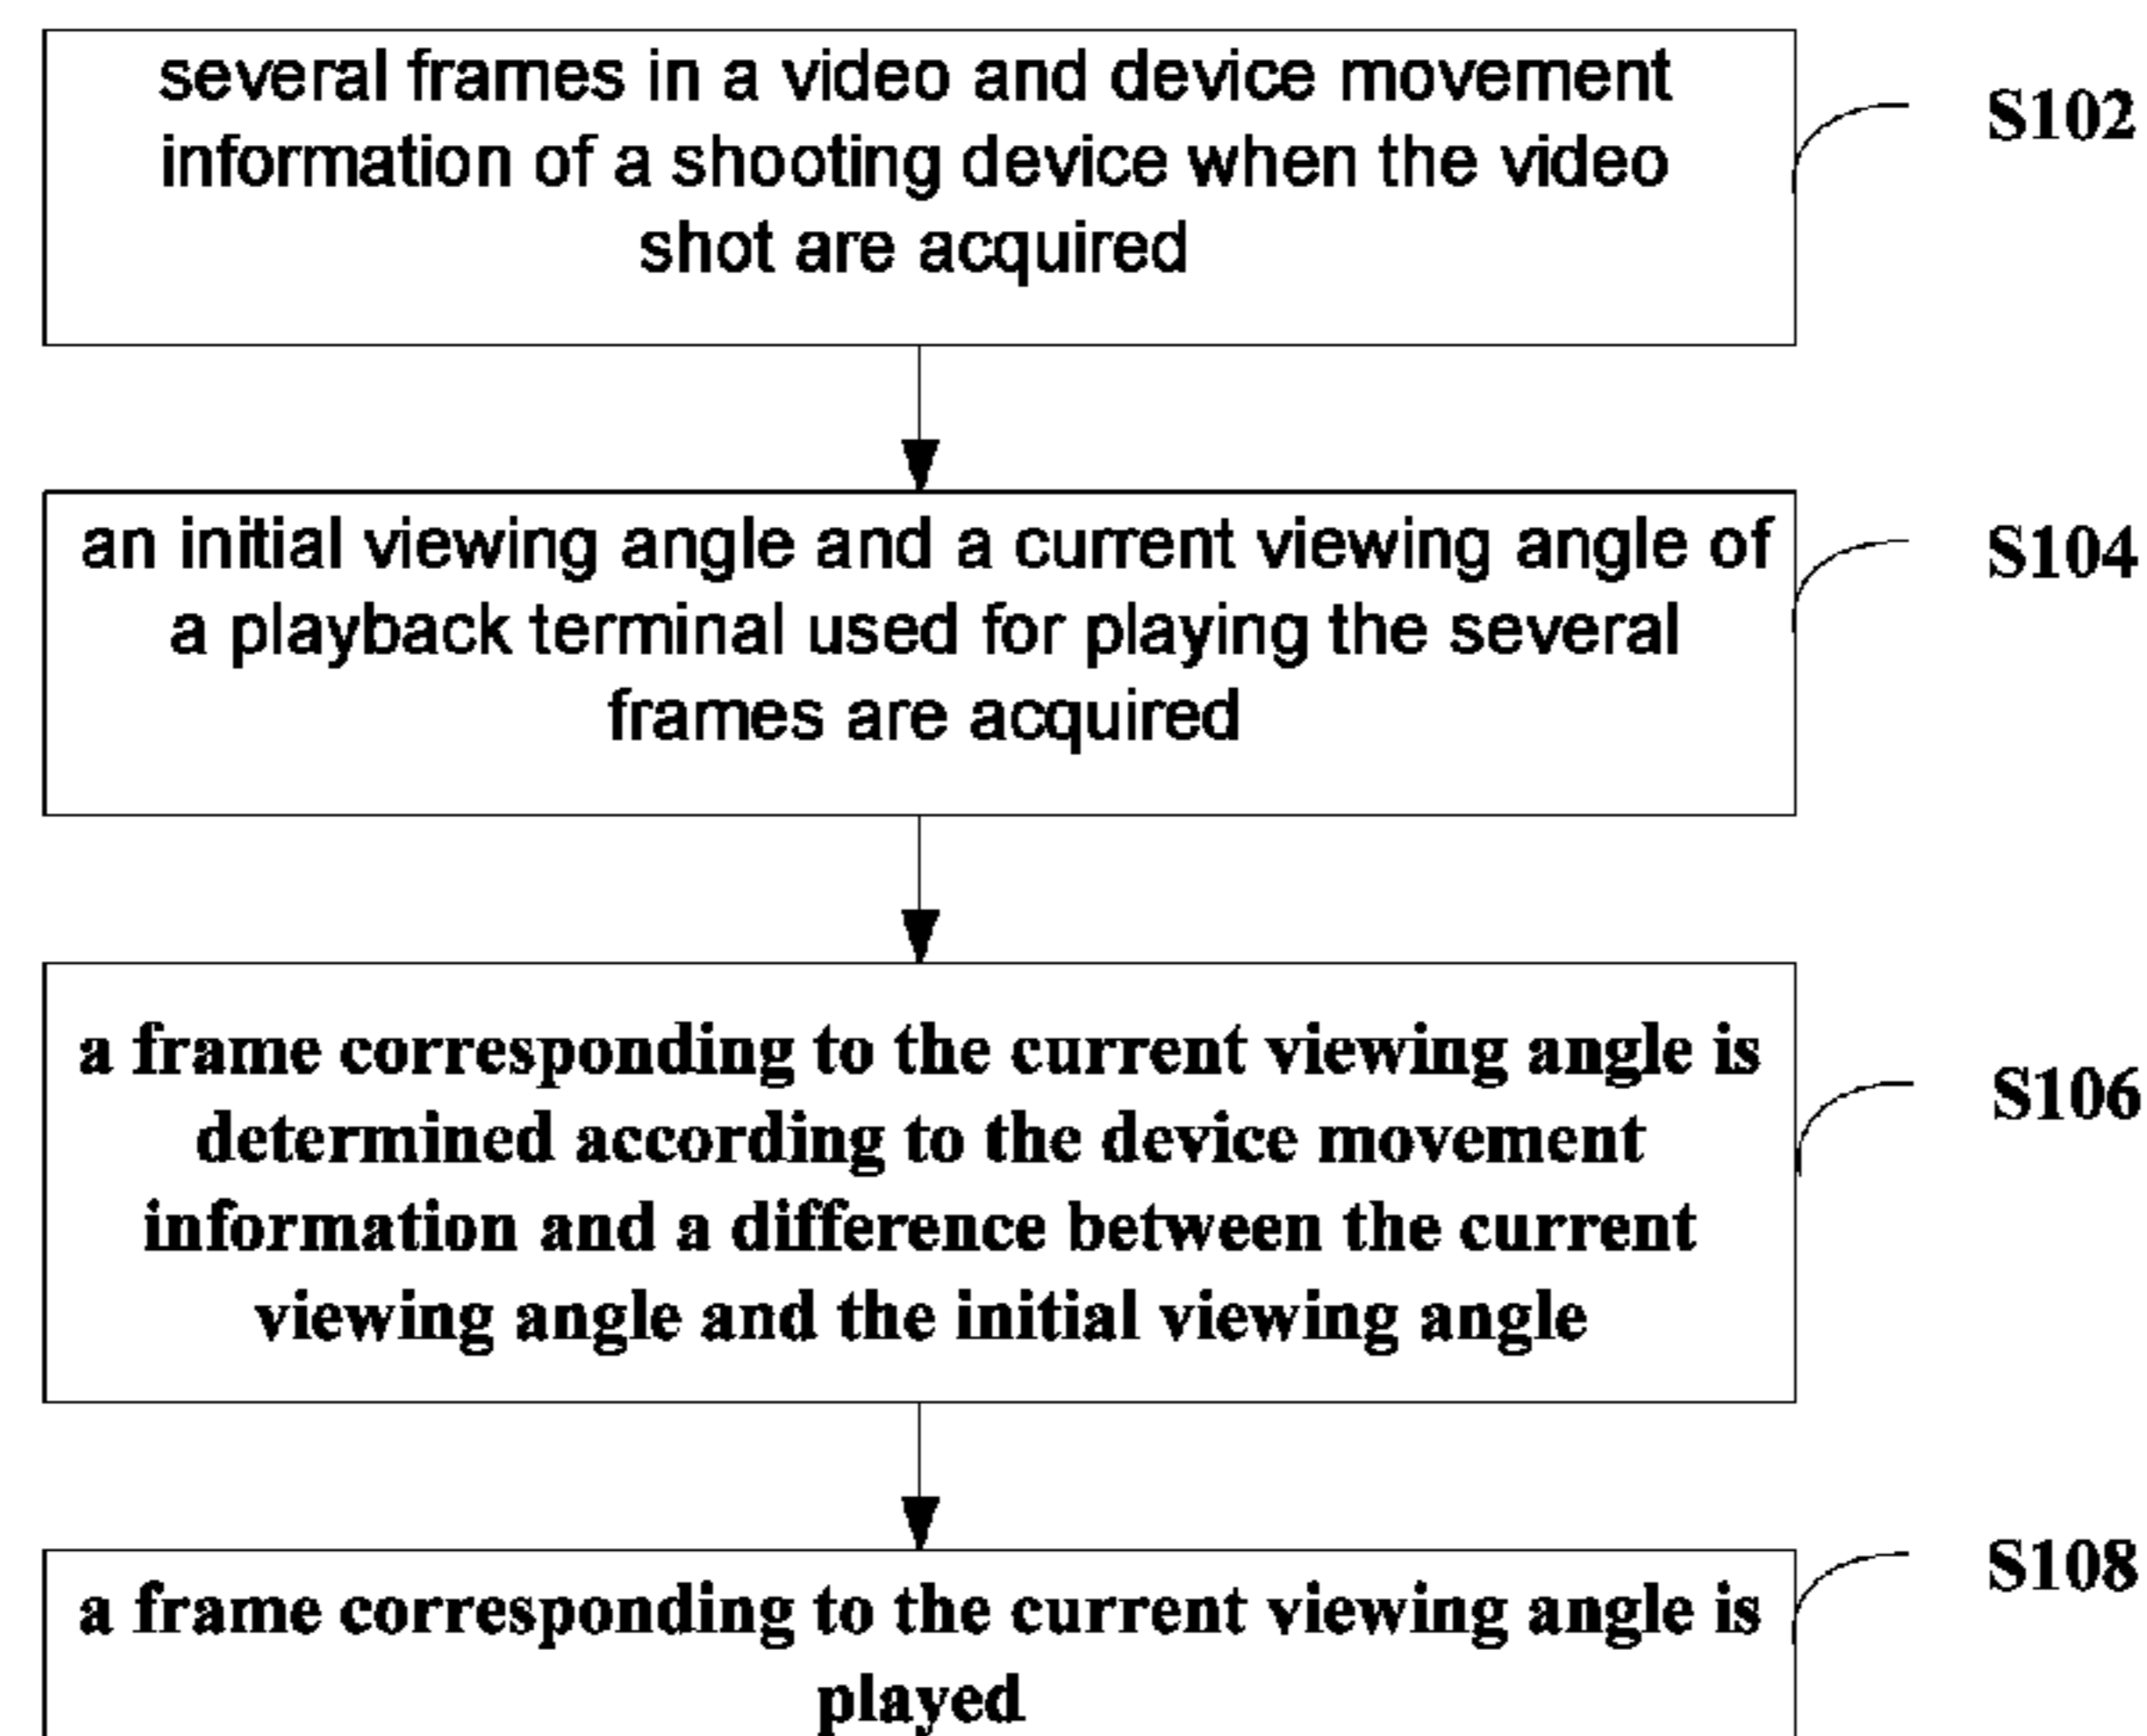 several frames in a video and device movement
information of a shooting device when the video
shot are acquired
S102
an initial viewing angle and a current viewing angle of
a playback terminal used for playing the several
frames are acquired
S104
a frame corresponding to the current viewing angle is
determined according to the device movement
information and a difference between the current
viewing angle and the initial viewing angle
S106
a frame corresponding to the current viewing angle is
played
S108